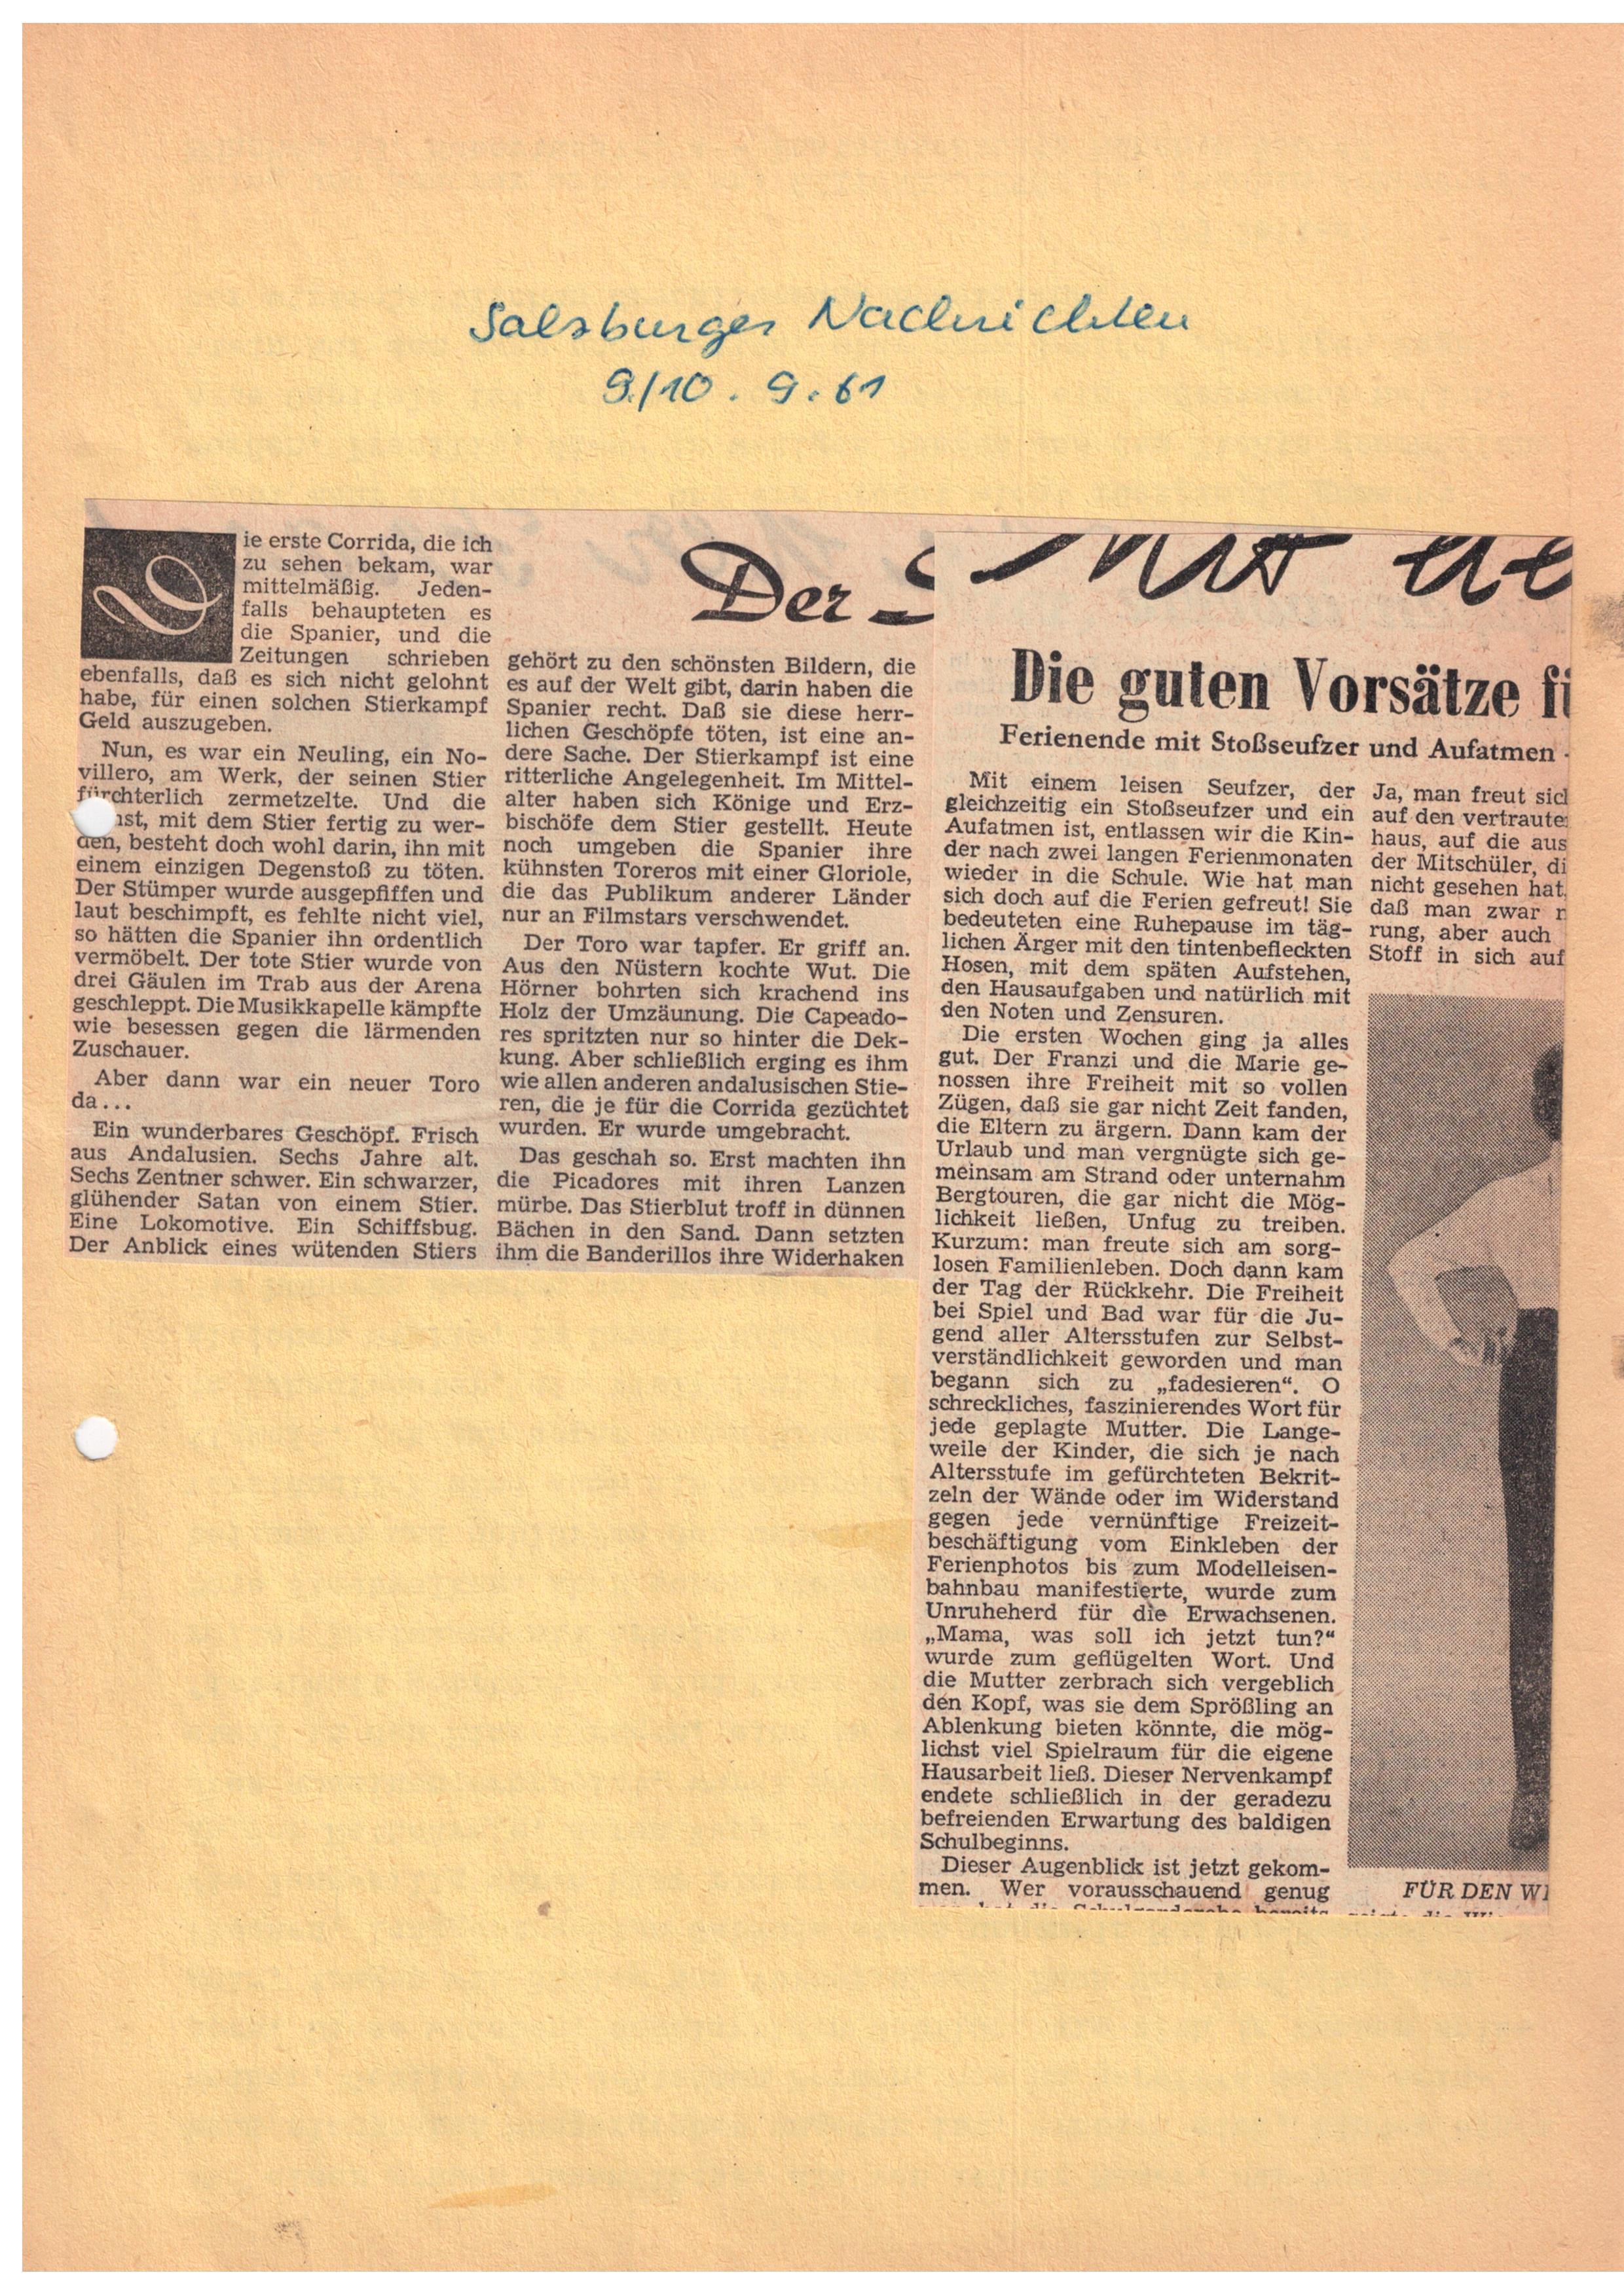 Salzburger Nachrichten
9./10. 9. 61
Der
Die erste Corrida, die ich
zu sehen bekam, war
mittelmäßig. Jeden-
falls behaupteten es
die Spanier, und die
Zeitungen schrieben
ebenfalls, daß es sich nicht gelohnt
habe, für einen solchen Stierkampf
Geld auszugeben.
Nun, es war ein Neuling, ein No-
villero, am Werk, der seinen Stier
fürchterlich zermetzelte. Und die
nst, mit dem Stier fertig zu wer-
den, besteht doch wohl darin, ihn mit
einem einzigen Degenstoß zu töten.
Der Stümper wurde ausgepfiffen und
laut beschimpft, es fehlte nicht viel,
so hätten die Spanier ihn ordentlich
vermöbelt. Der tote Stier wurde von
drei Gäulen im Trab aus der Arena
geschleppt. Die Musikkapelle kämpfte
wie besessen gegen die lärmenden
Zuschauer.
Aber dann war ein neuer Toro
da...
Ein wunderbares Geschöpf. Frisch
aus Andalusien. Sechs Jahre alt.
Sechs Zentner schwer. Ein schwarzer,
glühender Satan von einem Stier.
Eine Lokomotive. Ein Schiffsbug.
Der Anblick eines wütenden Stiers
gehört zu den schönsten Bildern, die
es auf der Welt gibt, darin haben die
Spanier recht. Daß sie diese herr-
lichen Geschöpfe töten, ist eine an-
dere Sache. Der Stierkampf ist eine
ritterliche Angelegenheit. Im Mittel-
alter haben sich Könige und Erz-
bischöfe dem Stier gestellt. Heute
noch umgeben die Spanier ihre
kühnsten Toreros mit einer Gloriole,
die das Publikum anderer Länder
nur an Filmstars verschwendet.
Der Toro war tapfer. Er griff an.
Aus den Nüstern kochte Wut. Die
Hörner bohrten sich krachend ins
Holz der Umzäunung. Die Capeado-
res spritzten nur so hinter die Dek-
kung. Aber schließlich erging es ihm
wie allen anderen andalusischen Stie-
ren, die je für die Corrida gezüchtet
wurden. Er wurde umgebracht.
Das geschah so. Erst machten ihn
die Picadores mit ihren Lanzen
mürbe. Das Stierblut troff in dünnen
Bächen in den Sand. Dann setzten
ihm die Banderillos ihre Widerhaken
Die guten Vorsätze
Ferienende mit Stoßseufzer und Aufatmen
Mit einem leisen Seufzer, der
gleichzeitig ein Stoßseufzer und ein
Aufatmen ist, entlassen wir die Kin-
der nach zwei langen Ferienmonaten
wieder in die Schule. Wie hat man
sich doch auf die Ferien gefreut! Sie
bedeuteten eine Ruhepause im täg-
lichen Ärger mit den tintenbefleckten
Hosen, mit dem späten Aufstehen,
den Hausaufgaben und natürlich mit
den Noten und Zensuren.
Die ersten Wochen ging ja alles
gut. Der Franzi und die Marie ge-
nossen ihre Freiheit mit so vollen
Zügen, daß sie gar nicht Zeit fanden,
die Eltern zu ärgern. Dann kam der
Urlaub und man vergnügte sich ge-
meinsam am Strand oder unternahm
Bergtouren, die gar nicht die Mög-
lichkeit ließen, Unfug zu treiben.
Kurzum: man freute sich am sorg-
losen Familienleben. Doch dann kam
der Tag der Rückkehr. Die Freiheit
bei Spiel und Bad war für die Ju-
gend aller Altersstufen zur Selbst-
verständlichkeit geworden und man
begann sich zu „fadesieren“. O
schreckliches, faszinierendes Wort für
jede geplagte Mutter. Die Lange-
weile der Kinder, die sich je nach
Altersstufe im gefürchteten Bekrit-
zeln der Wände oder im Widerstand
gegen jede vernünftige Freizeit-
beschäftigung vom Einkleben der
Ferienphotos bis zum Modelleisen-
bahnbau manifestierte, wurde zum
Unruheherd für die Erwachsenen.
„Mama, was soll ich jetzt tun?“
wurde zum geflügelten Wort. Und
die Mutter zerbrach sich vergeblich
den Kopf, was sie dem Sprößling an
Ablenkung bieten könnte, die mög-
lichst viel Spielraum für die eigene
Hausarbeit ließ. Dieser Nervenkampf
endete schließlich in der geradezu
befreienden Erwartung des baldigen
Schulbeginns.
Dieser Augenblick ist jetzt gekom-
men. Wer vorausschauend genug
Ja, man freut sich
auf den vertraute
haus, auf die aus
der Mitschüler, di
nicht gesehen hat,
daß man zwar
rung, aber auch
Stoff in sich auf
FÜR DEN WI